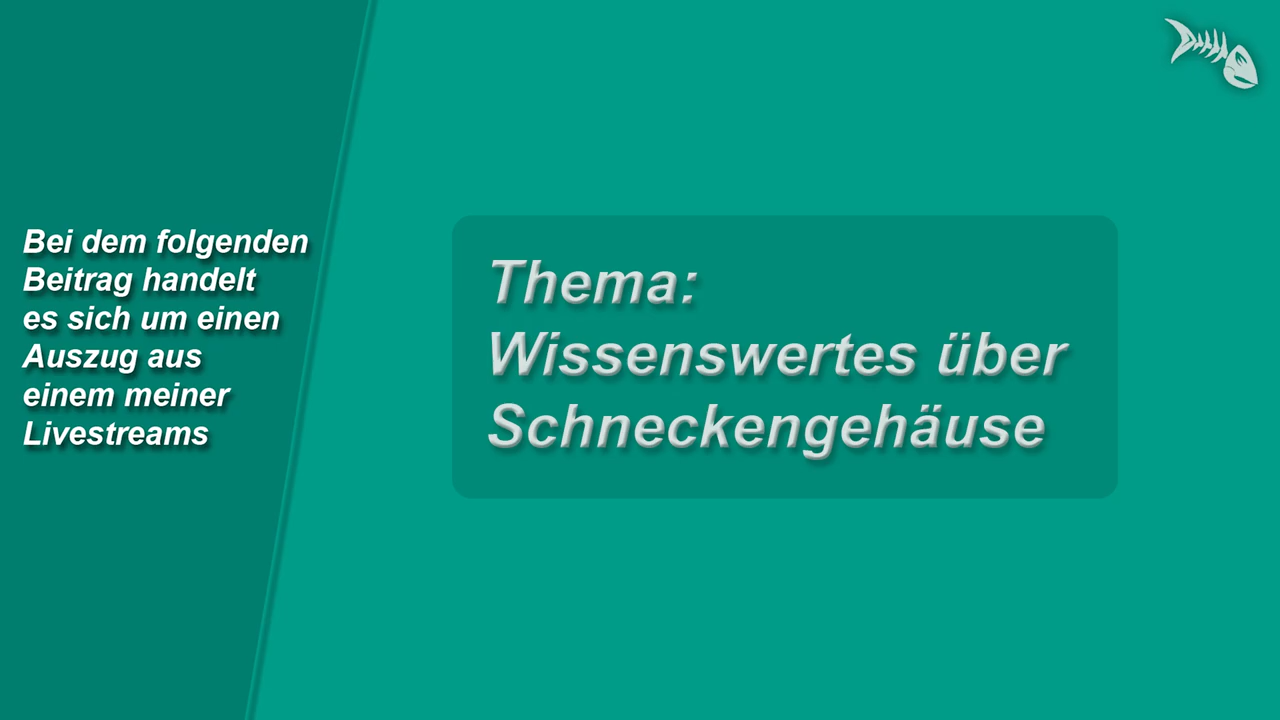 Bei dem folgenden
Beitrag handelt
es sich um einen
Auszug aus
einem meiner
Livestreams
Thema:
Wissenswertes über
Schneckengehäuse